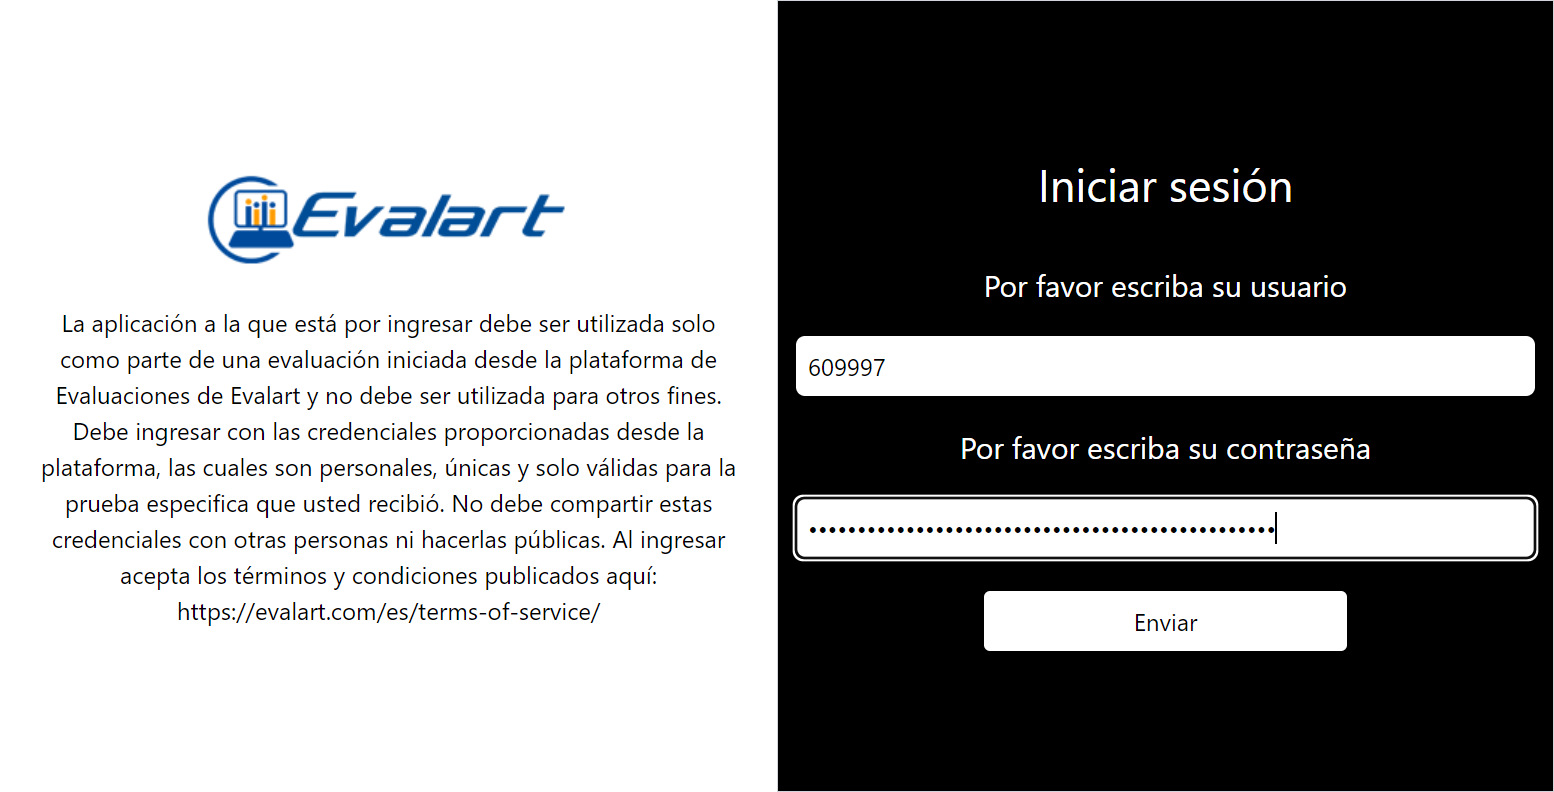 Evalart
La aplicación a la que está por ingresar debe ser utilizada solo
como parte de una evaluación iniciada desde la plataforma de
Evaluaciones de Evalart y no debe ser utilizada para otros fines.
Debe ingresar con las credenciales proporcionadas desde la
plataforma, las cuales son personales, únicas y solo válidas para la
prueba especifica que usted recibió. No debe compartir estas
credenciales con otras personas ni hacerlas públicas. Al ingresar
acepta los términos y condiciones publicados aquí:
https://evalart.com/es/terms-of-service/
Iniciar sesión
Por favor escriba su usuario
609997
Por favor escriba su contraseña
Enviar